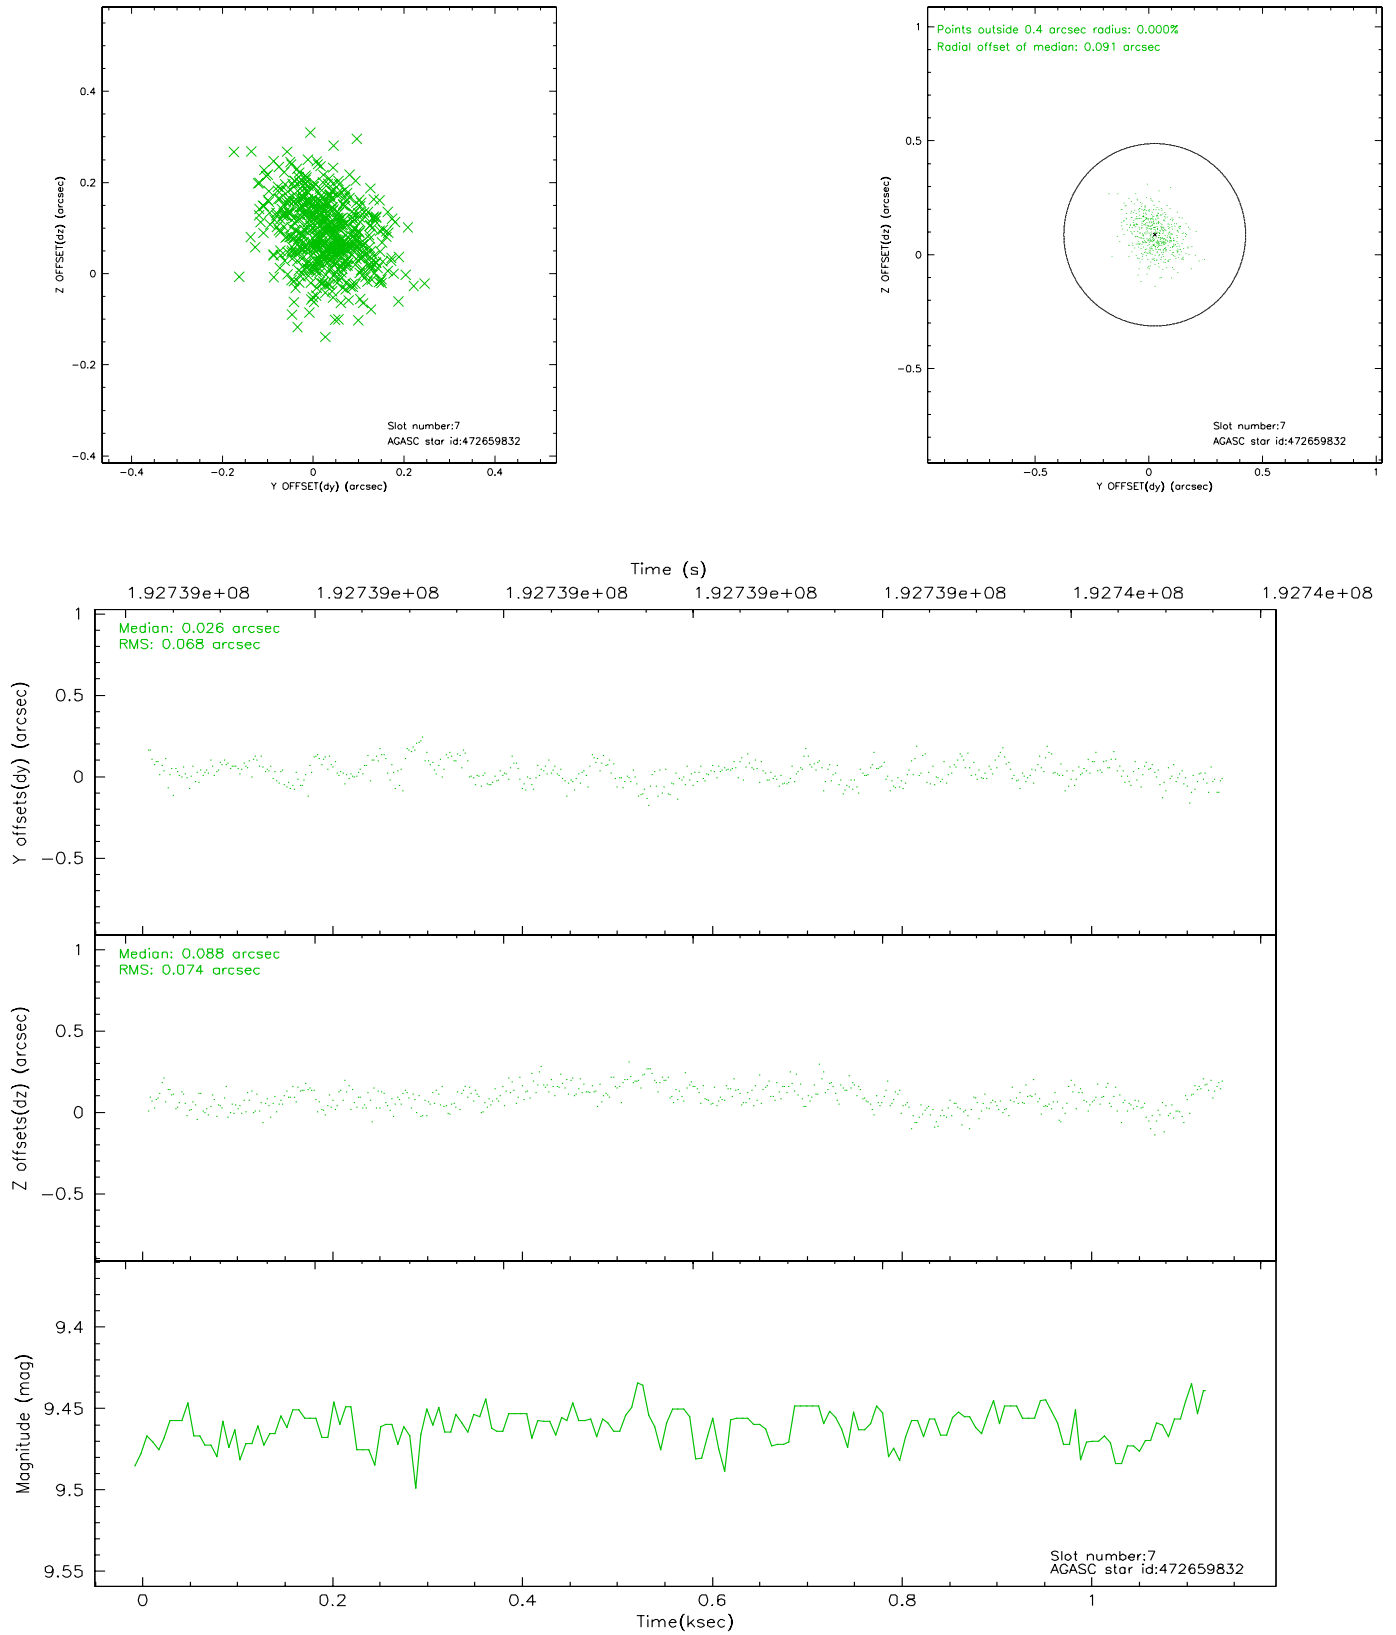 0.4
0.2
0
-0.2
-0.4
Z OFFSET(dz) (arcsec)
Slot number:7
AGASC star id:472659832
-0.4 -0.2 0 0.2 0.4
Y OFFSET(dy) (arcsec)
Points outside 0.4 arcsec radius: 0.000%
Radial offset of median: 0.091 arcsec
1
0.5
0
-0.5
Z OFFSET(dz) (arcsec)
Slot number:7
AGASC star id:472659832
-0.5 0 0.5 1
Y OFFSET(dy) (arcsec)
Time (s)
1.92739e+08 1.92739e+08 1.92739e+08 1.92739e+08 1.92739e+08 1.9274e+08 1.9274e+08
Median: 0.026 arcsec
RMS: 0.068 arcsec
1
0.5
0
-0.5
Y offsets(dy) (arcsec)
Median: 0.088 arcsec
RMS: 0.074 arcsec
1
0.5
0
-0.5
Z offsets(dz) (arcsec)
9.4
9.45
9.5
9.55
Magnitude (mag)
Slot number:7
AGASC star id:472659832
0 0.2 0.4 0.6 0.8 1
Time(ksec)